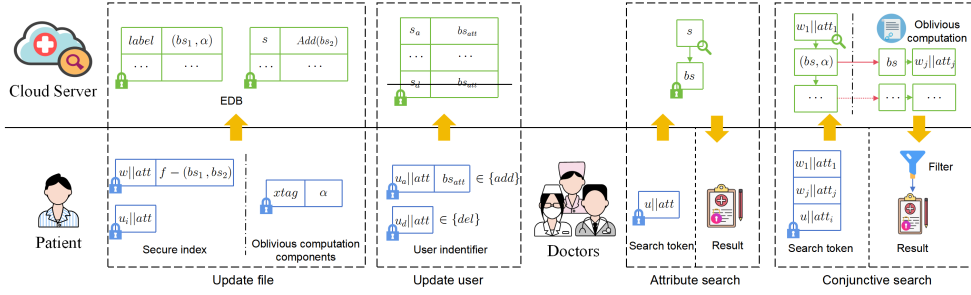 Cloud Server
label (bs₁, α)
··· ···
s Add(bs₂)
··· ···
EDB
sₐ bsₐₜₜ
··· ···
s_d bsₐₜₜ
s
bs
w₁||att₁
(bs, α)
···
Oblivious
computation
bs wⱼ||attⱼ
··· ···
Patient
w||att f − (bs₁, bs₂)
uᵢ||att
Secure index
xtag α
Oblivious computation
components
Update file
uₐ||att bsₐₜₜ ∈ {add}
u_d||att ∈ {del}
User indentifier
Update user
Doctors
u||att
Search token
Result
Attribute search
w₁||att₁
wⱼ||attⱼ
u||attᵢ
Search token
Filter
Result
Conjunctive search